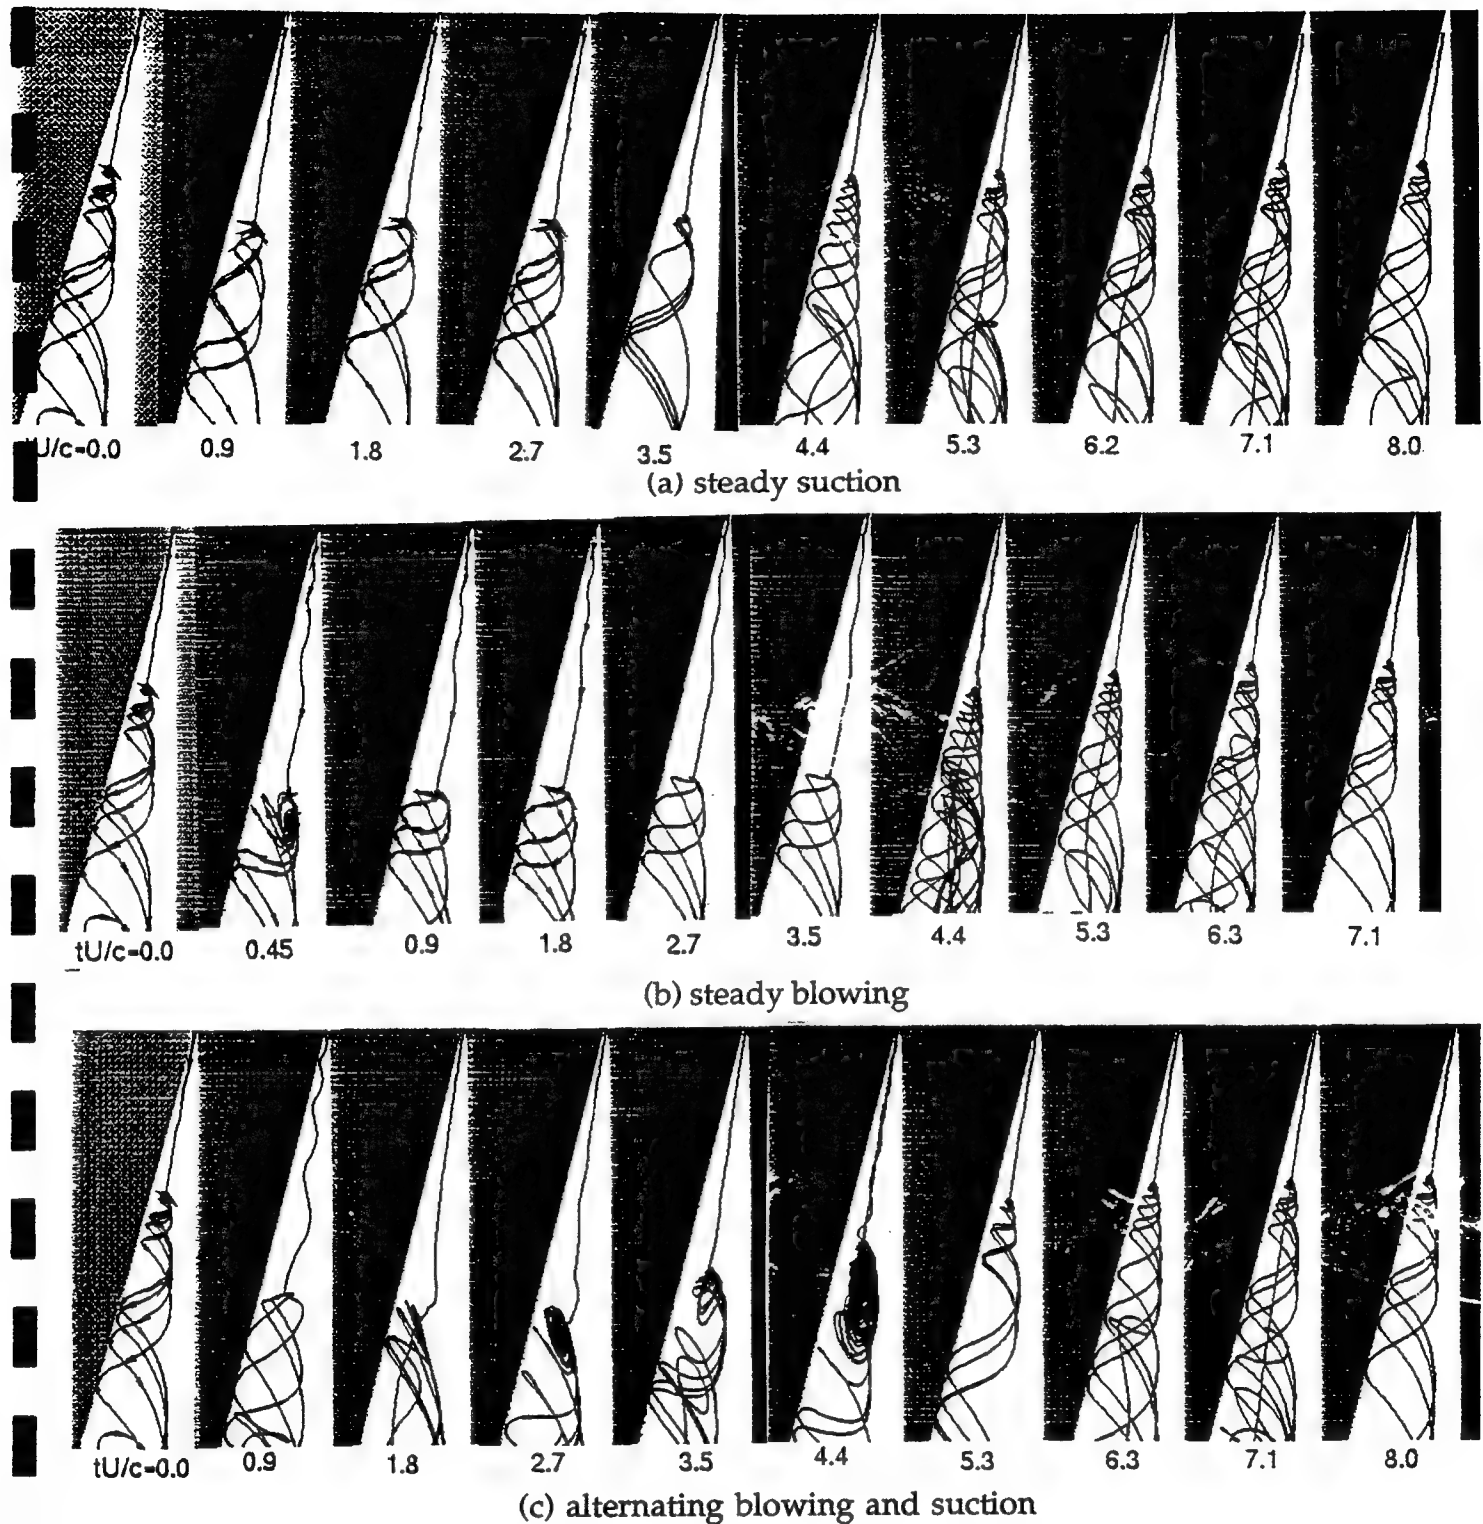 tU/c=0.0 0.9 1.8 2.7 3.5 4.4 5.3 6.2 7.1 8.0
(a) steady suction
tU/c=0.0 0.45 0.9 1.8 2.7 3.5 4.4 5.3 6.3 7.1
(b) steady blowing
tU/c=0.0 0.9 1.8 2.7 3.5 4.4 5.3 6.3 7.1 8.0
(c) alternating blowing and suction